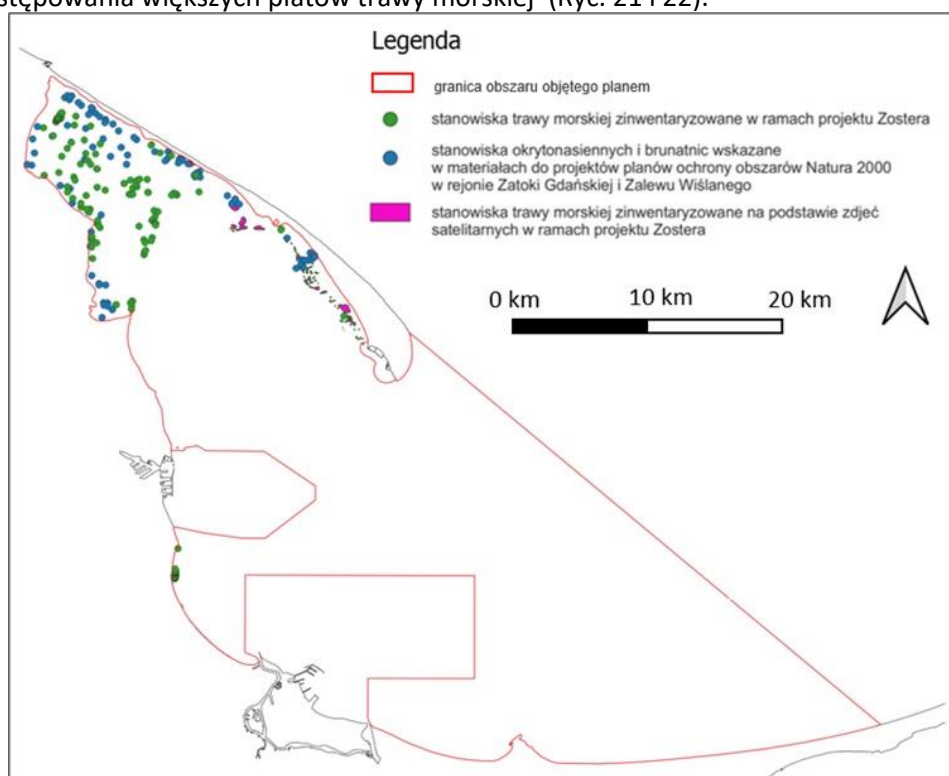 stępowania większych płatów trawy morskiej (Ryc. 21 i 22).
Legenda
granica obszaru objętego planem
stanowiska trawy morskiej zinwentaryzowane w ramach projektu Zostera
stanowiska okrytonasiennych i brunatnic wskazane
w materiałach do projektów planów ochrony obszarów Natura 2000
w rejonie Zatoki Gdańskiej i Zalewu Wiślanego
stanowiska trawy morskiej zinwentaryzowane na podstawie zdjęć
satelitarnych w ramach projektu Zostera
0 km 10 km 20 km